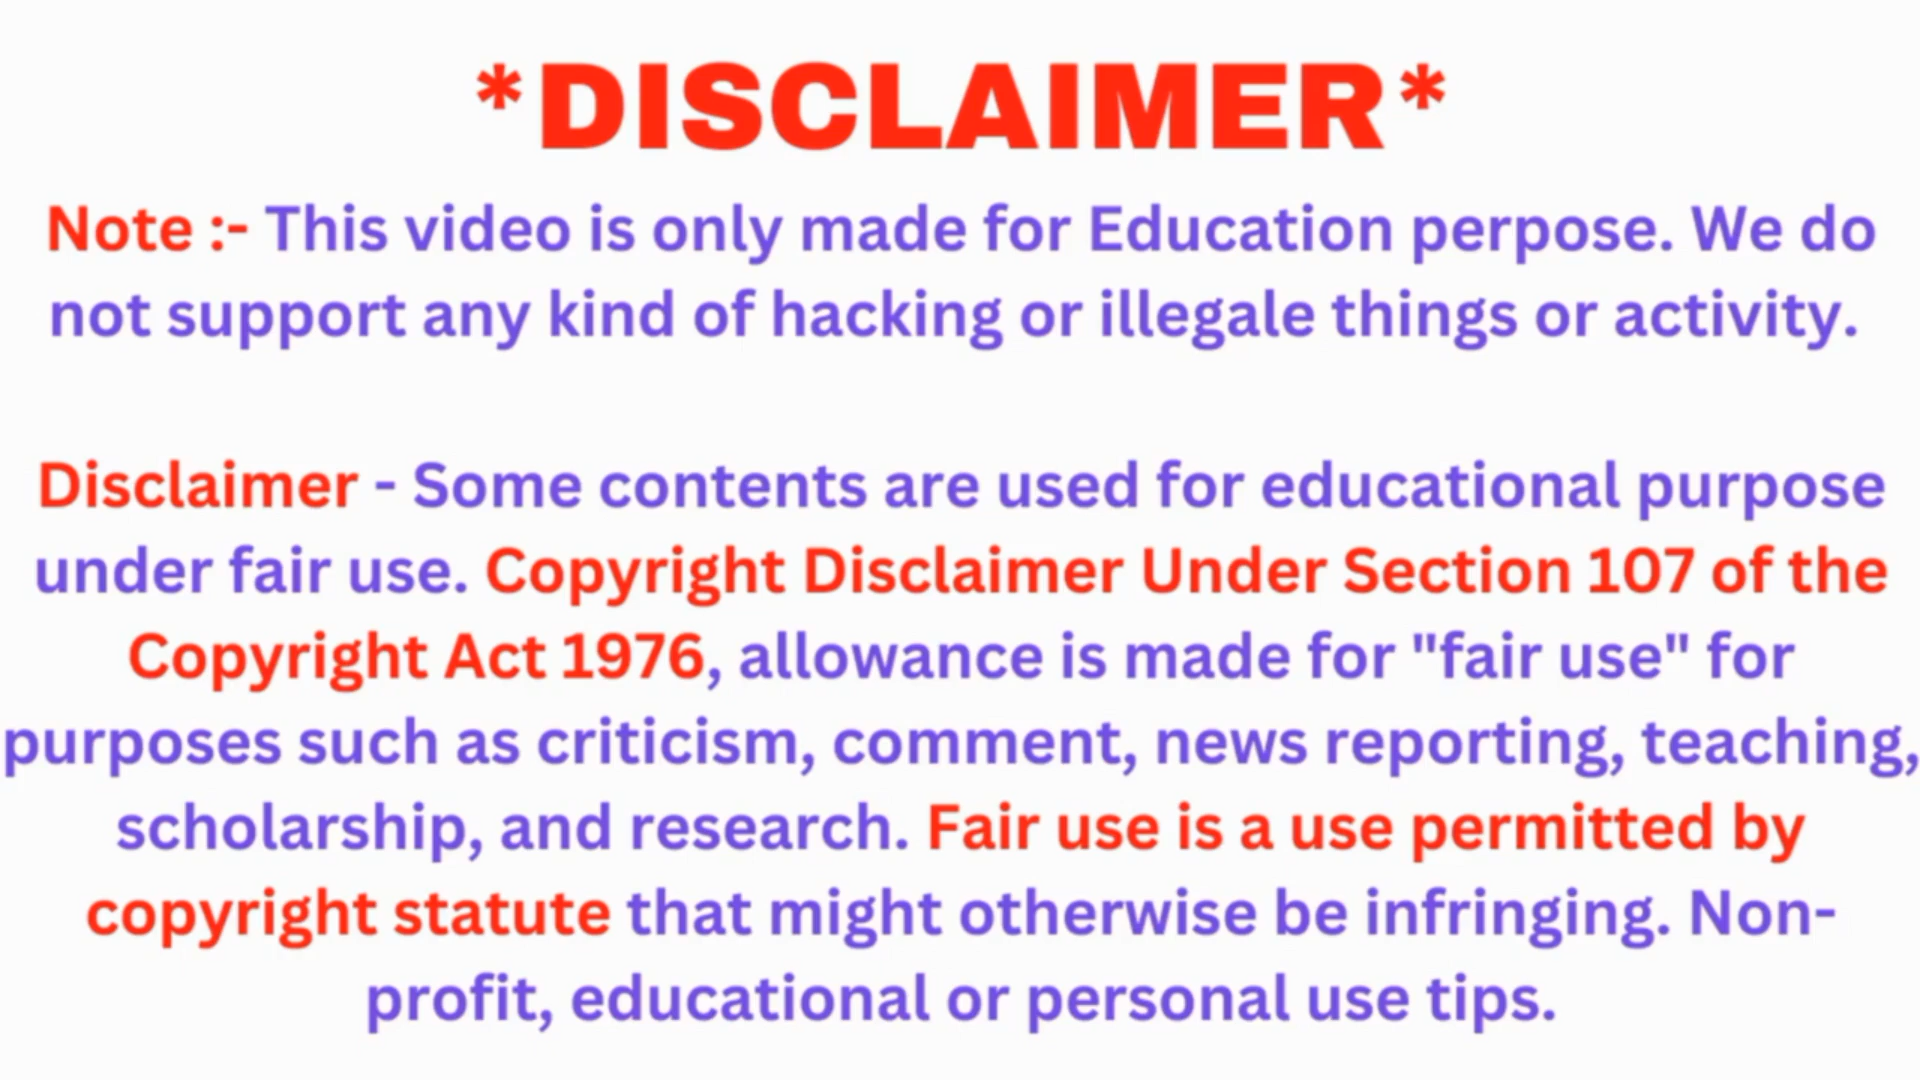 *DISCLAIMER*
Note :- This video is only made for Education perpose. We do
not support any kind of hacking or illegale things or activity.
Disclaimer - Some contents are used for educational purpose
under fair use. Copyright Disclaimer Under Section 107 of the
Copyright Act 1976, allowance is made for "fair use" for
purposes such as criticism, comment, news reporting, teaching,
scholarship, and research. Fair use is a use permitted by
copyright statute that might otherwise be infringing. Non-
profit, educational or personal use tips.